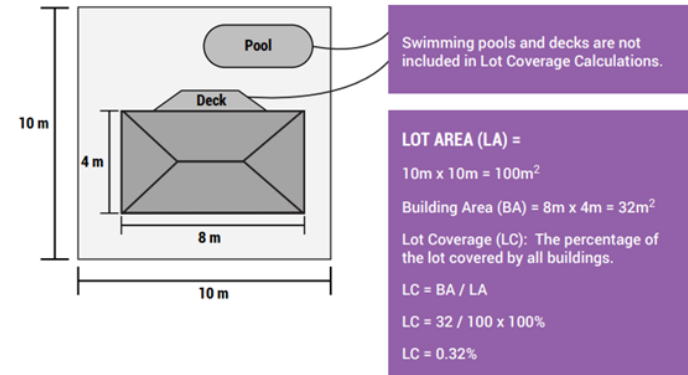 Pool
Swimming pools and decks are not
included in Lot Coverage Calculations.
Deck
10 m
4 m
8 m
10 m
LOT AREA (LA) =
10m x 10m = 100m²
Building Area (BA) = 8m x 4m = 32m²
Lot Coverage (LC): The percentage of
the lot covered by all buildings.
LC = BA / LA
LC = 32 / 100 x 100%
LC = 0.32%